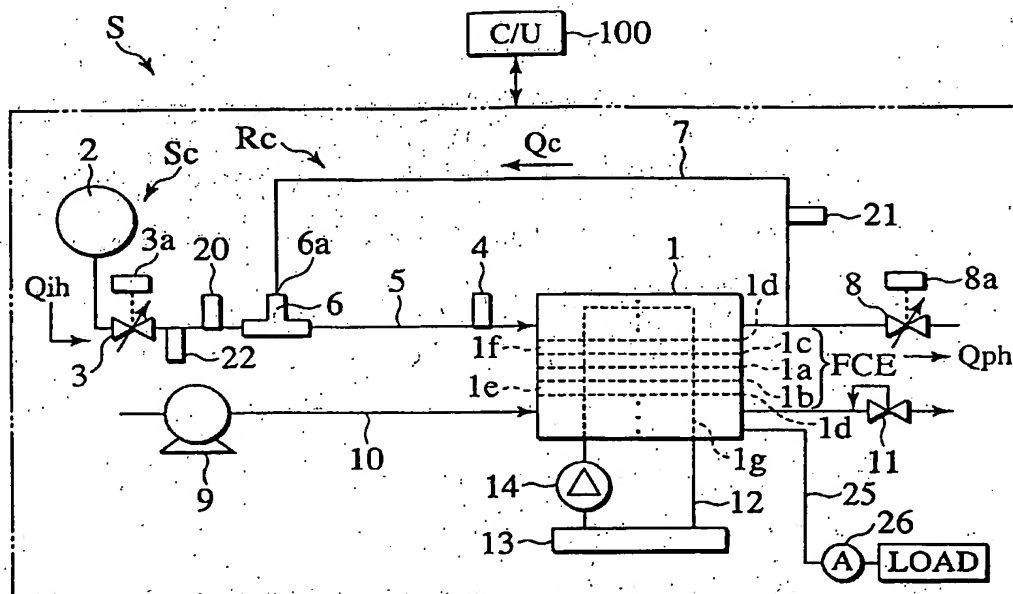 S
C/U 100
Rc Qc 7
2 Sc
21
3a 20 6a 4 1 1d 8a
Qih 6 5 8
3 22 1f 1c FCE Qph
1a
1e 1b
1d
9 10 1g 11
14 12 25
26
13 A LOAD